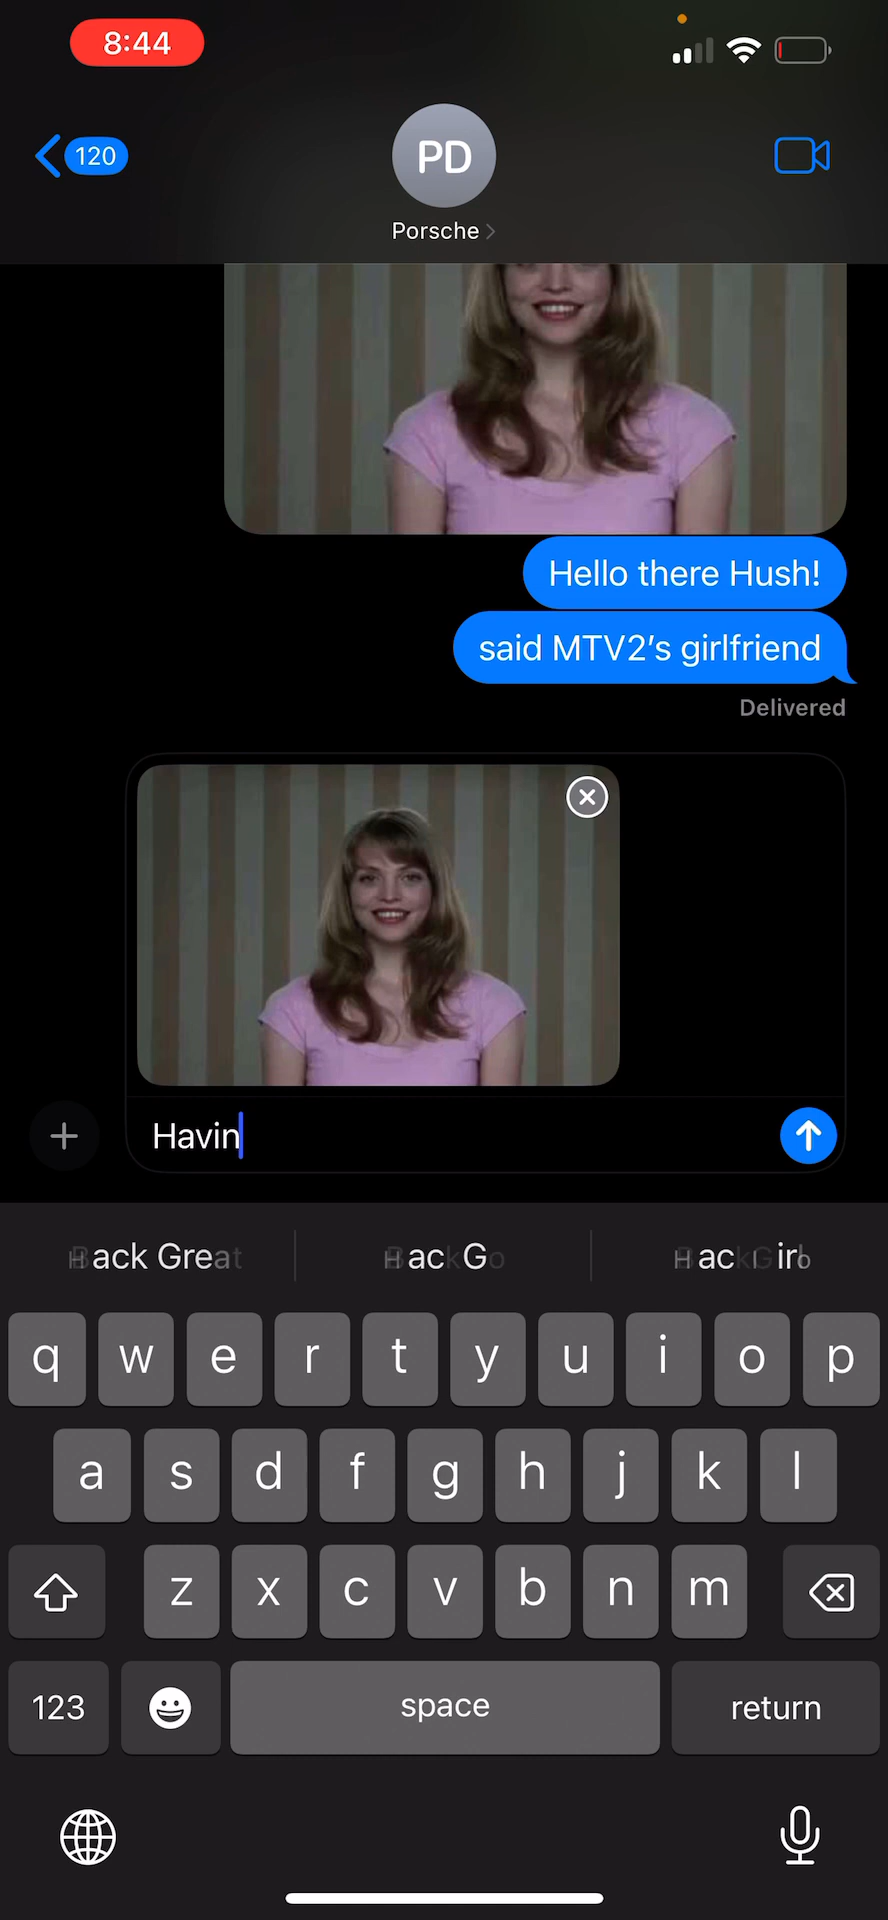 8:44
120
PD
Porsche
Hello there Hush!
said MTV2’s girlfriend
Delivered
Havin
q w e r t y u i o p
a s d f g h j k l
z x c v b n m
123 space return